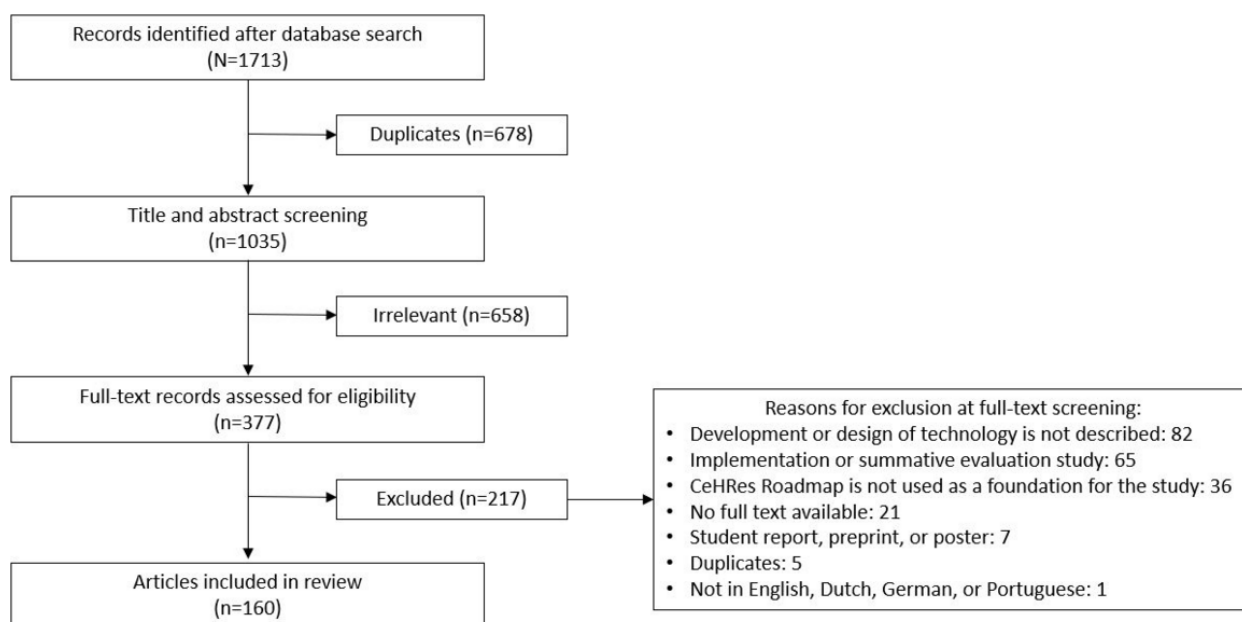 Records identified after database search
(N=1713)
Duplicates (n=678)
Title and abstract screening
(n=1035)
Irrelevant (n=658)
Full-text records assessed for eligibility
(n=377)
Excluded (n=217)
Reasons for exclusion at full-text screening:
• Development or design of technology is not described: 82
• Implementation or summative evaluation study: 65
• CeHRes Roadmap is not used as a foundation for the study: 36
• No full text available: 21
• Student report, preprint, or poster: 7
• Duplicates: 5
• Not in English, Dutch, German, or Portuguese: 1
Articles included in review
(n=160)